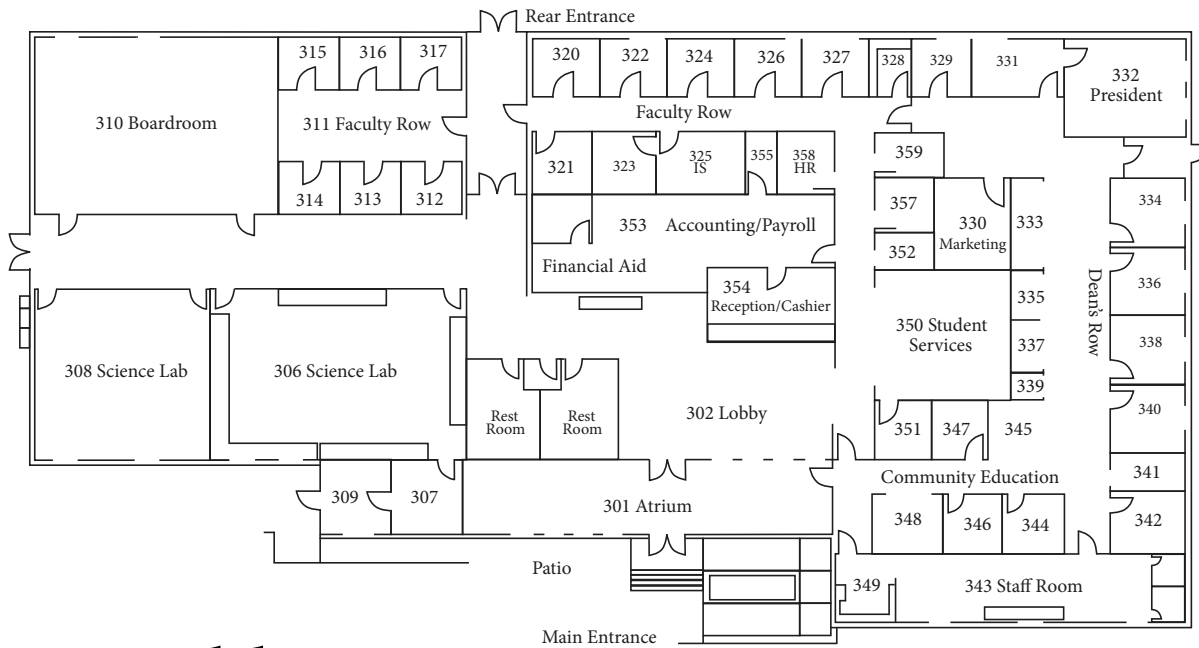 Rear Entrance
315
316
317
320
322
324
326
327
328
329
331
332
President
310 Boardroom
311 Faculty Row
Faculty Row
314
313
312
321
323
325
IS
355
358
HR
359
357
330
Marketing
333
334
353
Accounting/Payroll
352
Financial Aid
354
Reception/Cashier
335
336
Dean's Row
350 Student
Services
337
338
339
308 Science Lab
306 Science Lab
Rest
Room
Rest
Room
302 Lobby
351
347
345
340
341
Community Education
309
307
301 Atrium
348
346
344
342
Patio
349
343 Staff Room
Main Entrance